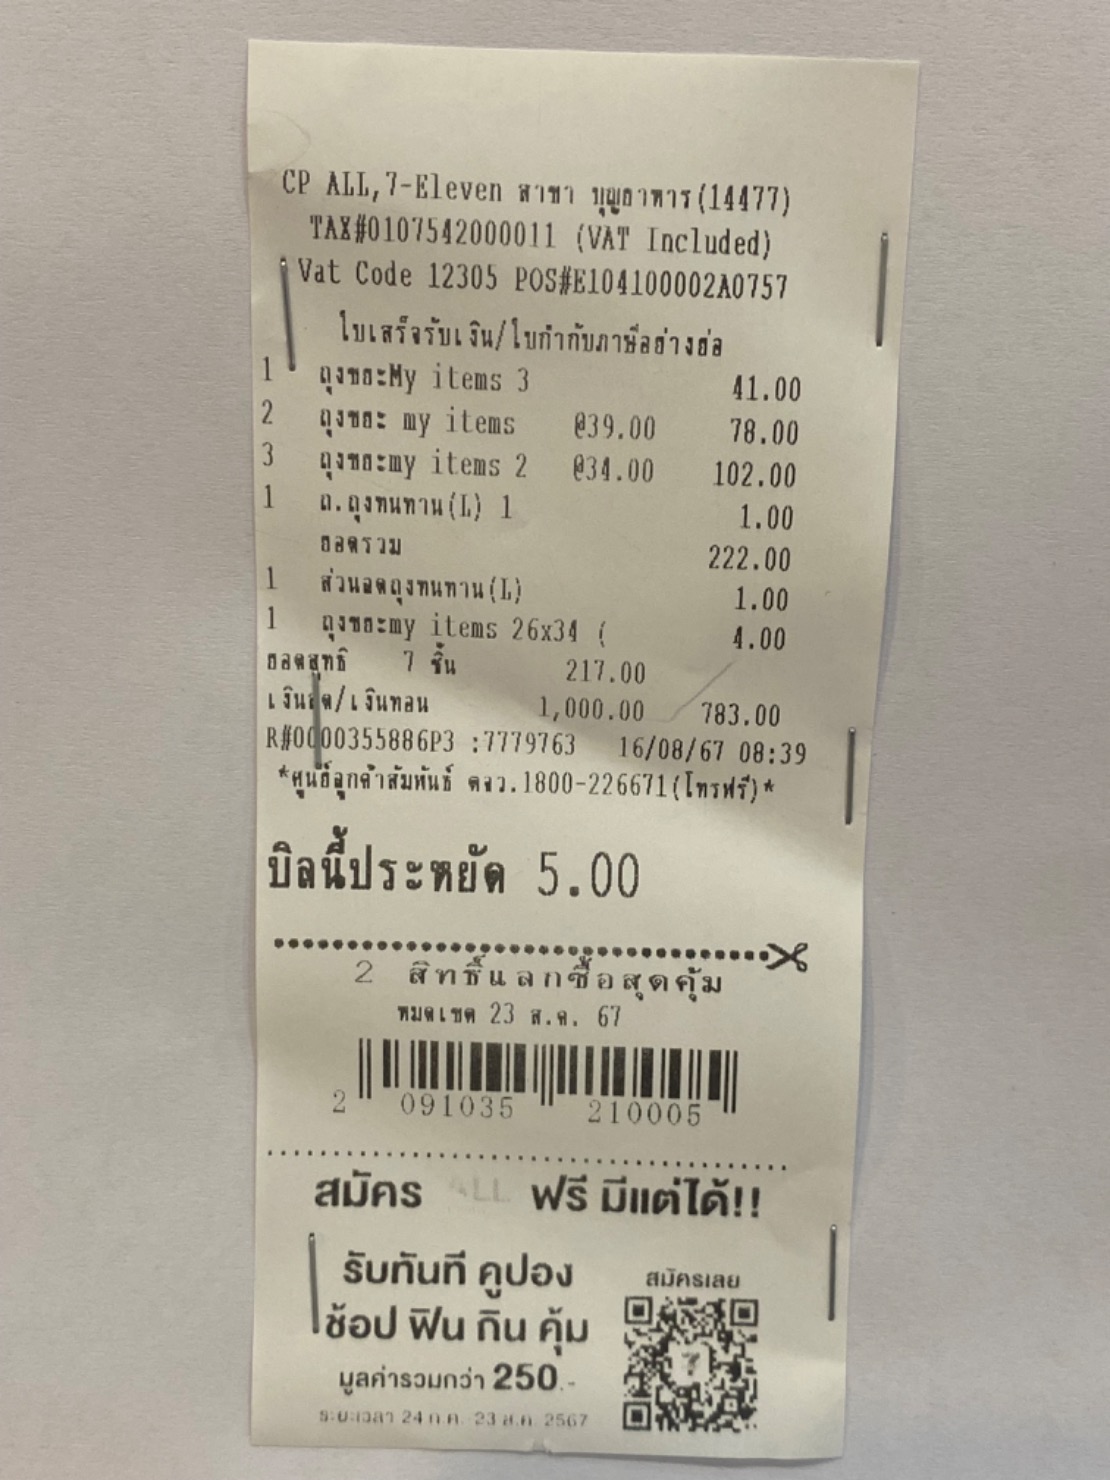 CP ALL,7-Eleven สาขา บุญถาหาร(14477)
TAX#0107542000011 (VAT Included)
Vat Code 12305 POS#E104100002A0757
ใบเสร็จรับเงิน/ใบกำกับภาษีอย่างย่อ
1 ถุงขยะMy items 3 41.00
2 ถุงขยะ my items @39.00 78.00
3 ถุงขยะmy items 2 @34.00 102.00
1 ถ.ถุงทนทาน(L) 1 1.00
ยอดรวม 222.00
1 ส่วนลดถุงทนทาน(L) 1.00
1 ถุงขยะmy items 26x34 ( 4.00
ยอดสุทธิ 7 ชิ้น 217.00
เงินสด/เงินทอน 1,000.00 783.00
R#0000355886P3 :7779763 16/08/67 08:39
*ศูนย์ลูกค้าสัมพันธ์ ตจว.1800-226671(โทรฟรี)*
บิลนี้ประหยัด 5.00
2 สิทธิ์แลกซื้อสุดคุ้ม
หมดเขต 23 ส.ค. 67
2 091035 210005
สมัคร ALL ฟรี มีแต่ได้!!
รับทันที คูปอง
ช้อป ฟิน กิน คุ้ม
มูลค่ารวมกว่า 250.-
ระยะเวลา 24 ก.ค.-23 ส.ค. 2567
สมัครเลย
7